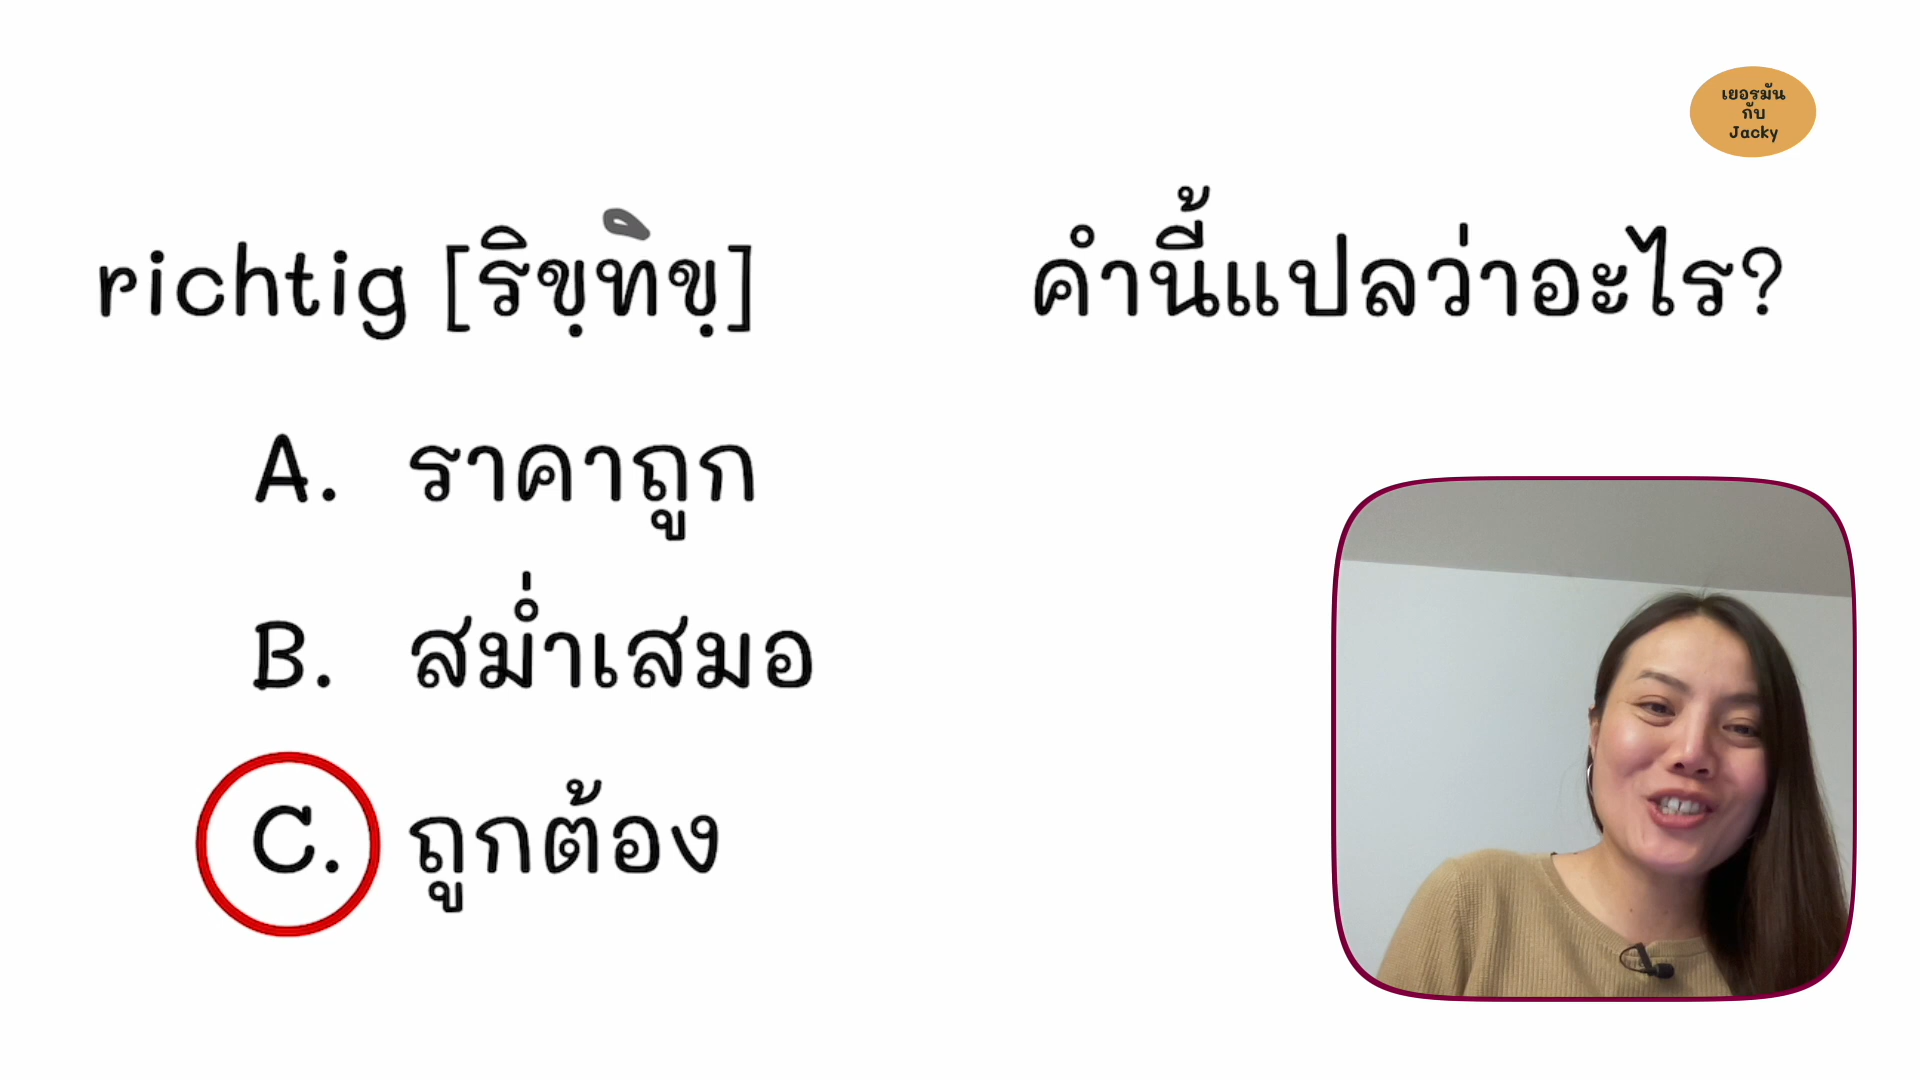 เยอรมัน
กับ
Jacky
richtig [ริขฺทิขฺ]
คำนี้แปลว่าอะไร?
A. ราคาถูก
B. สม่ำเสมอ
C. ถูกต้อง